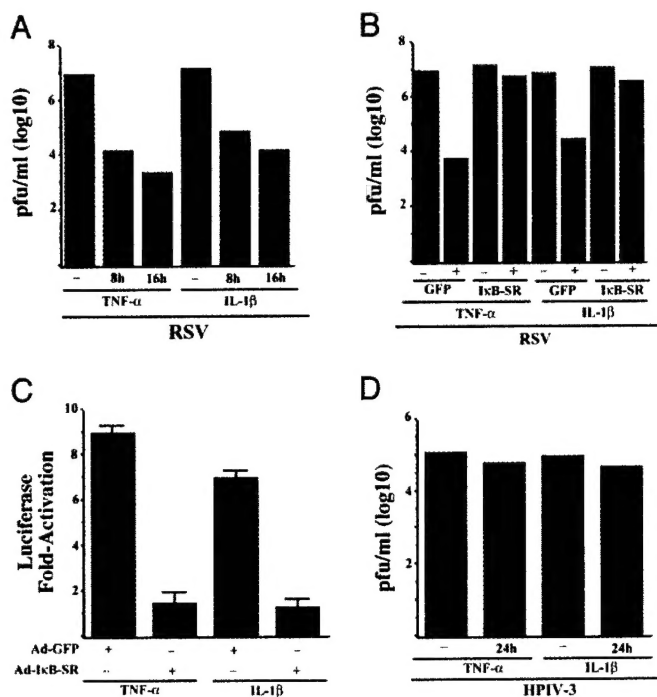 A
pfu/ml (log10)
8
6
4
2
– 8h 16h – 8h 16h
TNF-α IL-1β
RSV
B
pfu/ml (log10)
8
6
4
2
– + – + – + – +
GFP IκB-SR GFP IκB-SR
TNF-α IL-1β
RSV
C
Luciferase
Fold-Activation
10
8
6
4
2
Ad-GFP + – + –
Ad-IκB-SR – + – +
TNF-α IL-1β
D
pfu/ml (log10)
6
4
2
– 24h – 24h
TNF-α IL-1β
HPIV-3